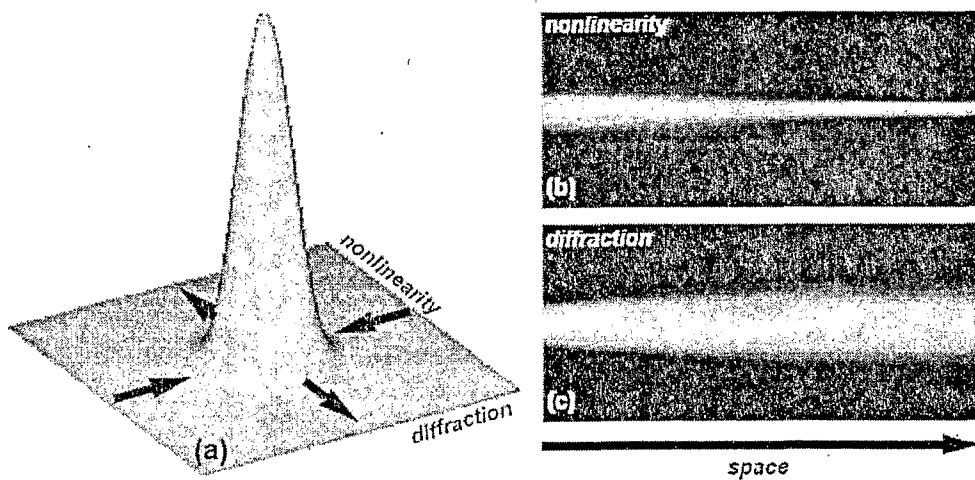 nonlinearity
diffraction
(a)
nonlinearity
(b)
diffraction
(c)
space